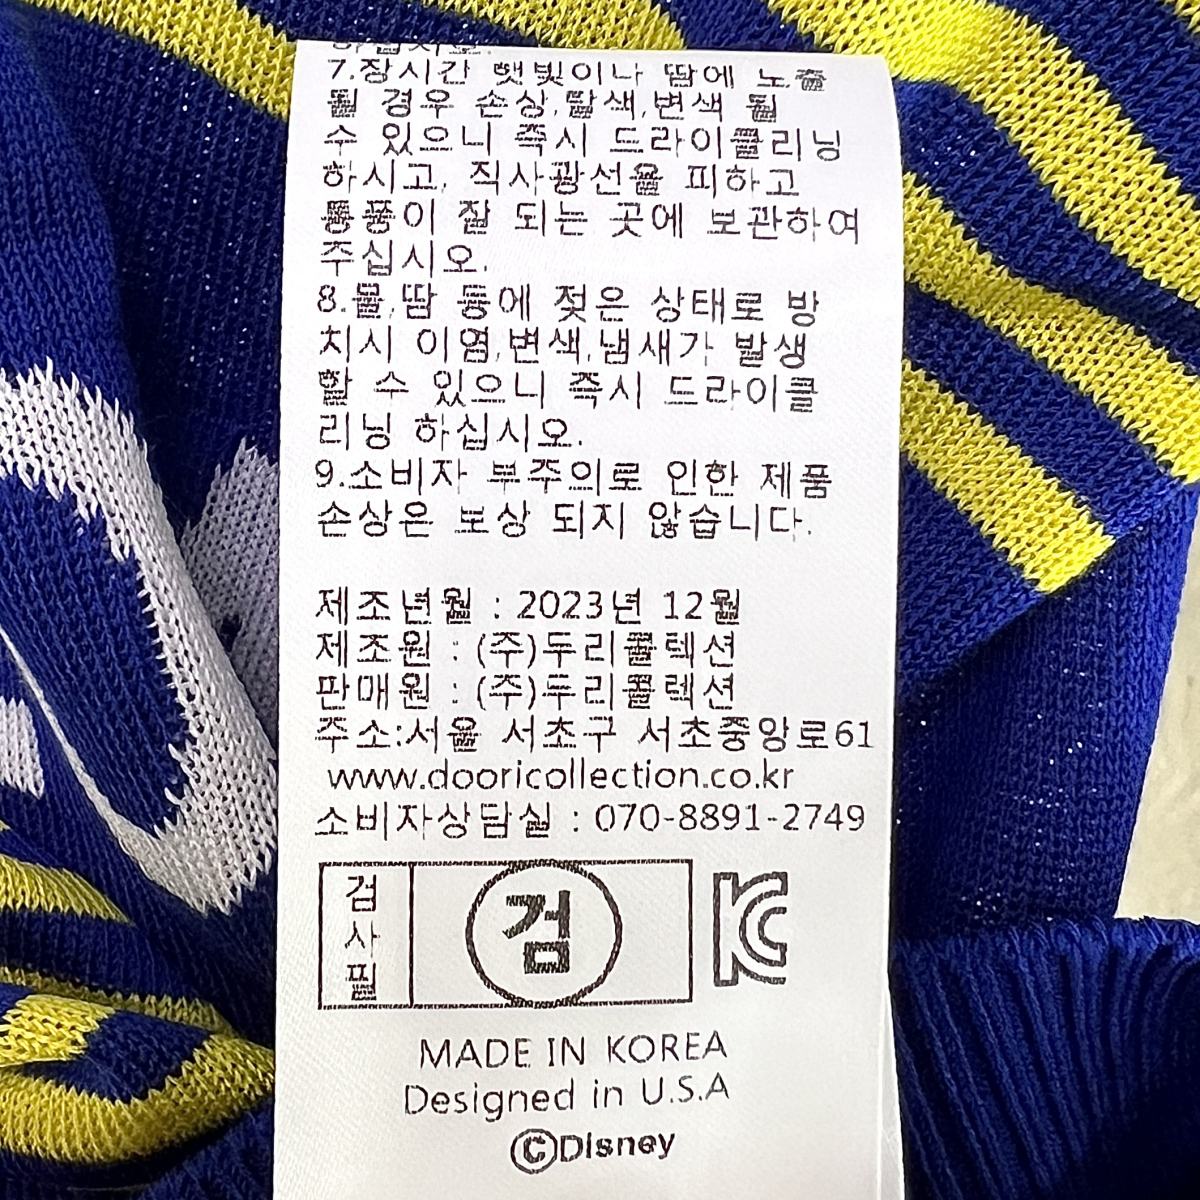 7.장시간 햇빛이나 땀에 노출
될 경우 손상,탈색,변색 될
수 있으니 즉시 드라이클리닝
하시고, 직사광선을 피하고
통풍이 잘 되는 곳에 보관하여
주십시오.
8.물,땀 등에 젖은 상태로 방
치시 이염,변색,냄새가 발생
할 수 있으니 즉시 드라이클
리닝 하십시오.
9.소비자 부주의로 인한 제품
손상은 보상 되지 않습니다.
제조년월 : 2023년 12월
제조원 : (주)두리콜렉션
판매원 : (주)두리콜렉션
주소:서울 서초구 서초중앙로61
www.dooricollection.co.kr
소비자상담실 : 070-8891-2749
검사필
검
KC
MADE IN KOREA
Designed in U.S.A
©Disney